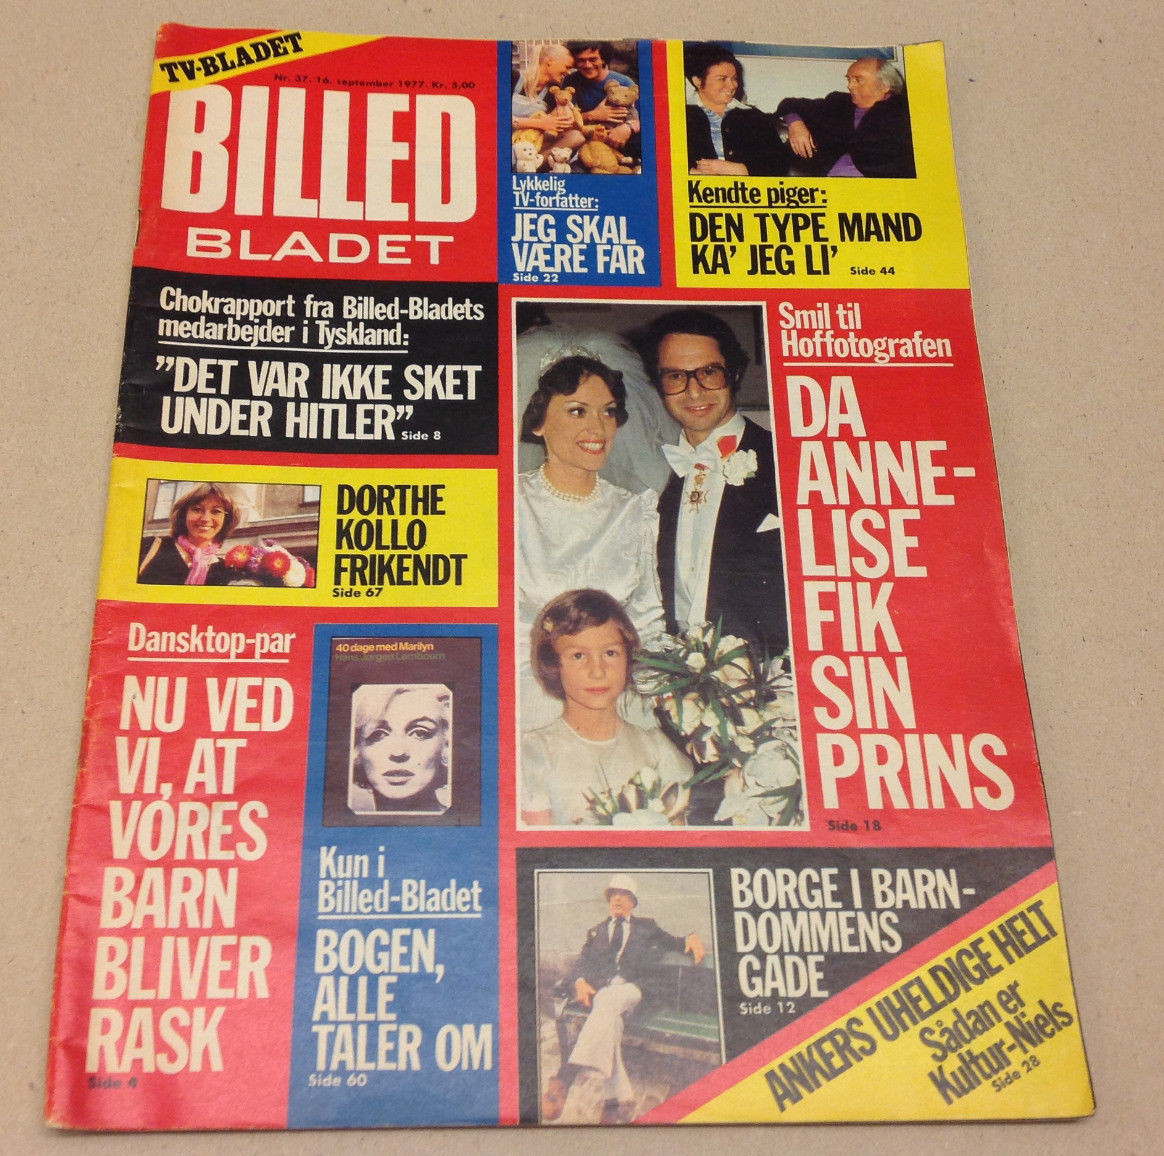 TV-BLADET
Nr. 37. 16. september 1977. Kr. 5,00
BILLED
BLADET
Lykkelig
TV-forfatter:
JEG SKAL
VÆRE FAR
Side 22
Kendte piger:
DEN TYPE MAND
KA' JEG LI'
Side 44
Chokrapport fra Billed-Bladets
medarbejder i Tyskland:
"DET VAR IKKE SKET
UNDER HITLER"
Side 8
Smil til
Hoffotografen
DA
ANNE-
LISE
FIK
SIN
PRINS
Side 18
DORTHE
KOLLO
FRIKENDT
Side 67
Dansktop-par
NU VED
VI, AT
VORES
BARN
BLIVER
RASK
Side 4
40 dage med Marilyn
Hans Jørgen Lembourn
Kun i
Billed-Bladet
BOGEN,
ALLE
TALER OM
Side 60
BORGE I BARN-
DOMMENS
GADE
Side 12
ANKERS UHELDIGE HELT
Sådan er
Kultur-Niels
Side 28